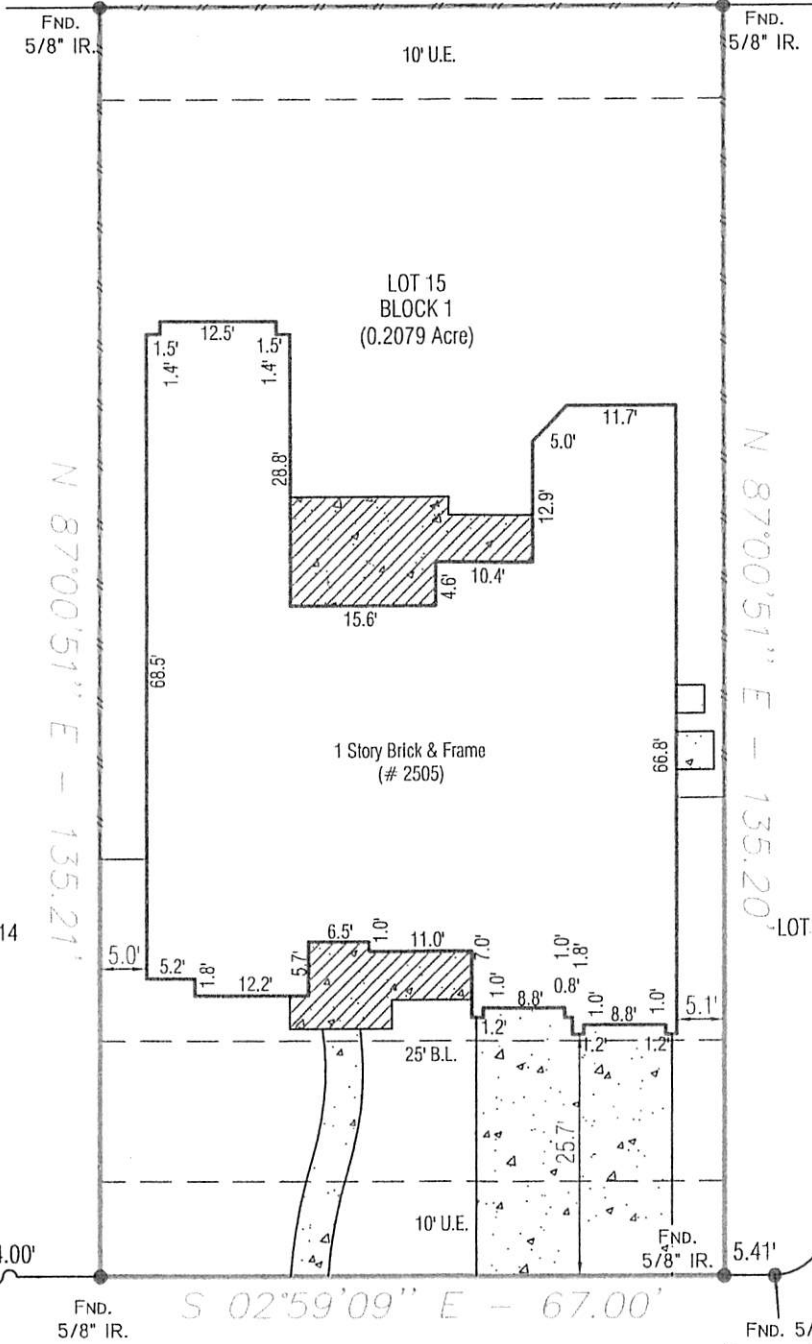 FND.
5/8" IR.
FND.
5/8" IR.
10' U.E.
LOT 15
BLOCK 1
(0.2079 Acre)
12.5'
1.5'
1.5'
1.4'
1.4'
11.7'
5.0'
28.8'
12.9'
10.4'
4.6'
15.6'
N 87°00'51" E - 135.21'
N 87°00'51" E - 135.20'
68.5'
1 Story Brick & Frame
(# 2505)
66.8'
14
LOT
6.5'
1.0'
11.0'
7.0'
5.7'
5.0'
5.2'
1.8'
12.2'
1.0'
1.8'
1.0'
0.8'
8.8'
1.2'
1.0'
8.8'
1.0'
1.2'
1.2'
5.1'
25' B.L.
25.7'
10' U.E.
FND.
5/8" IR.
5.41'
.00'
FND.
5/8" IR.
S 02°59'09" E - 67.00'
FND. 5/